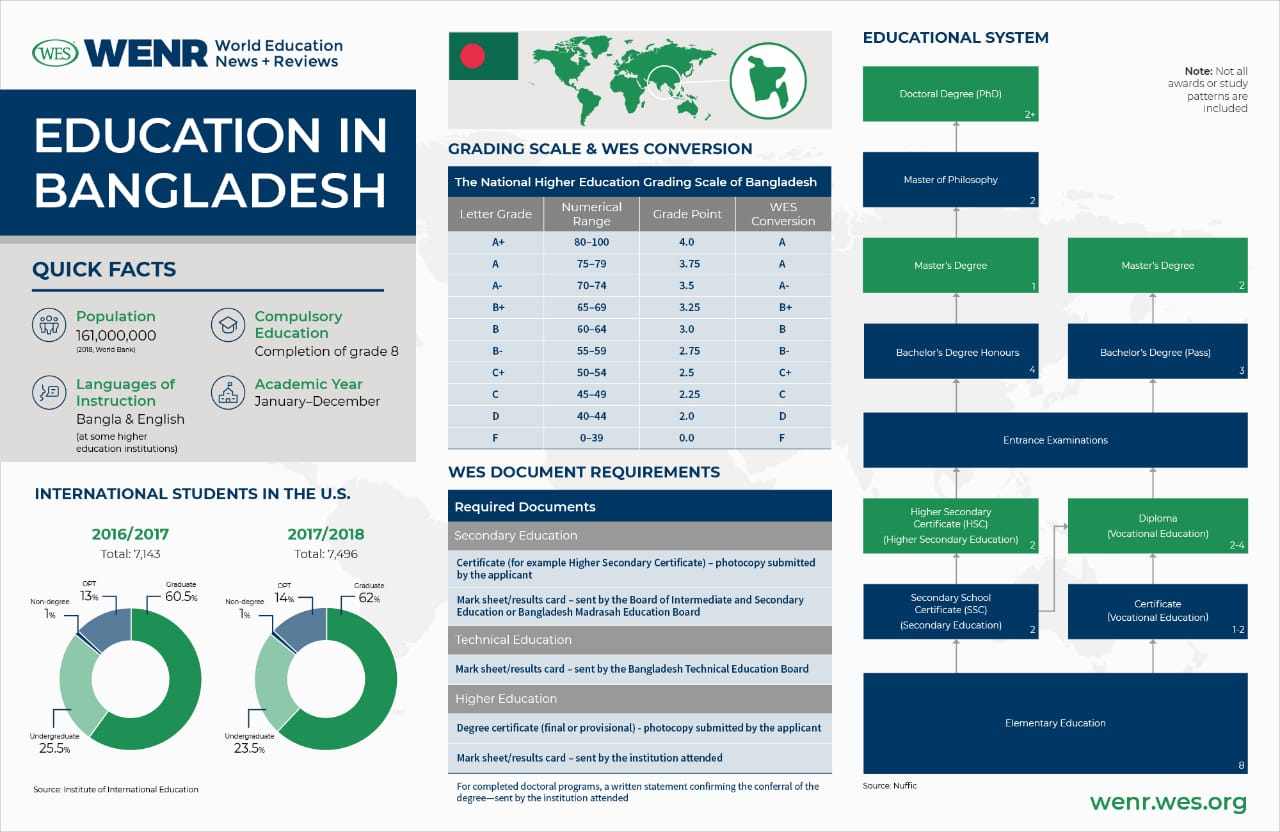 WES WENR World Education
News + Reviews
EDUCATION IN
BANGLADESH
QUICK FACTS
Population
161,000,000
(2018, World Bank)
Compulsory
Education
Completion of grade 8
Languages of
Instruction
Bangla & English
(at some higher
education institutions)
Academic Year
January–December
INTERNATIONAL STUDENTS IN THE U.S.
2016/2017
Total: 7,143
OPT
13%
Graduate
60.5%
Non-degree
1%
Undergraduate
25.5%
2017/2018
Total: 7,496
OPT
14%
Graduate
62%
Non-degree
1%
Undergraduate
23.5%
Source: Institute of International Education
GRADING SCALE & WES CONVERSION
The National Higher Education Grading Scale of Bangladesh
Letter Grade Numerical Range Grade Point WES Conversion
A+ 80–100 4.0 A
A 75–79 3.75 A
A- 70–74 3.5 A-
B+ 65–69 3.25 B+
B 60–64 3.0 B
B- 55–59 2.75 B-
C+ 50–54 2.5 C+
C 45–49 2.25 C
D 40–44 2.0 D
F 0–39 0.0 F
WES DOCUMENT REQUIREMENTS
Required Documents
Secondary Education
Certificate (for example Higher Secondary Certificate) – photocopy submitted
by the applicant
Mark sheet/results card – sent by the Board of Intermediate and Secondary
Education or Bangladesh Madrasah Education Board
Technical Education
Mark sheet/results card – sent by the Bangladesh Technical Education Board
Higher Education
Degree certificate (final or provisional) - photocopy submitted by the applicant
Mark sheet/results card – sent by the institution attended
For completed doctoral programs, a written statement confirming the conferral of the
degree—sent by the institution attended
EDUCATIONAL SYSTEM
Note: Not all
awards or study
patterns are
included
Doctoral Degree (PhD)
2+
Master of Philosophy
2
Master's Degree
1
Master's Degree
2
Bachelor's Degree Honours
4
Bachelor's Degree (Pass)
3
Entrance Examinations
Higher Secondary
Certificate (HSC)
(Higher Secondary Education)
2
Diploma
(Vocational Education)
2-4
Secondary School
Certificate (SSC)
(Secondary Education)
2
Certificate
(Vocational Education)
1-2
Elementary Education
8
Source: Nuffic
wenr.wes.org